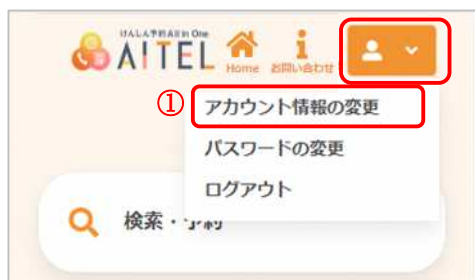 けんしん予約All in One
AITEL
Home お問い合わせ
① アカウント情報の変更
パスワードの変更
ログアウト
検索・予約